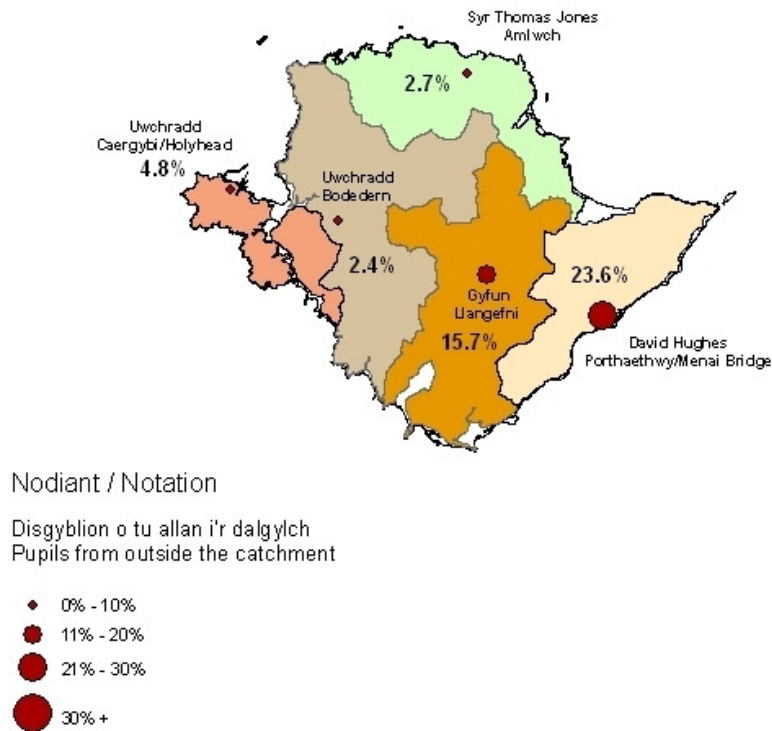 Syr Thomas Jones
Amlwch
2.7%
Uwchradd
Caergybi/Holyhead
4.8%
Uwchradd
Bodedern
2.4%
23.6%
Gyfun
Llangefni
15.7%
David Hughes
Porthaethwy/Menai Bridge
Nodiant / Notation
Disgyblion o tu allan i'r dalgylch
Pupils from outside the catchment
0% - 10%
11% - 20%
21% - 30%
30% +